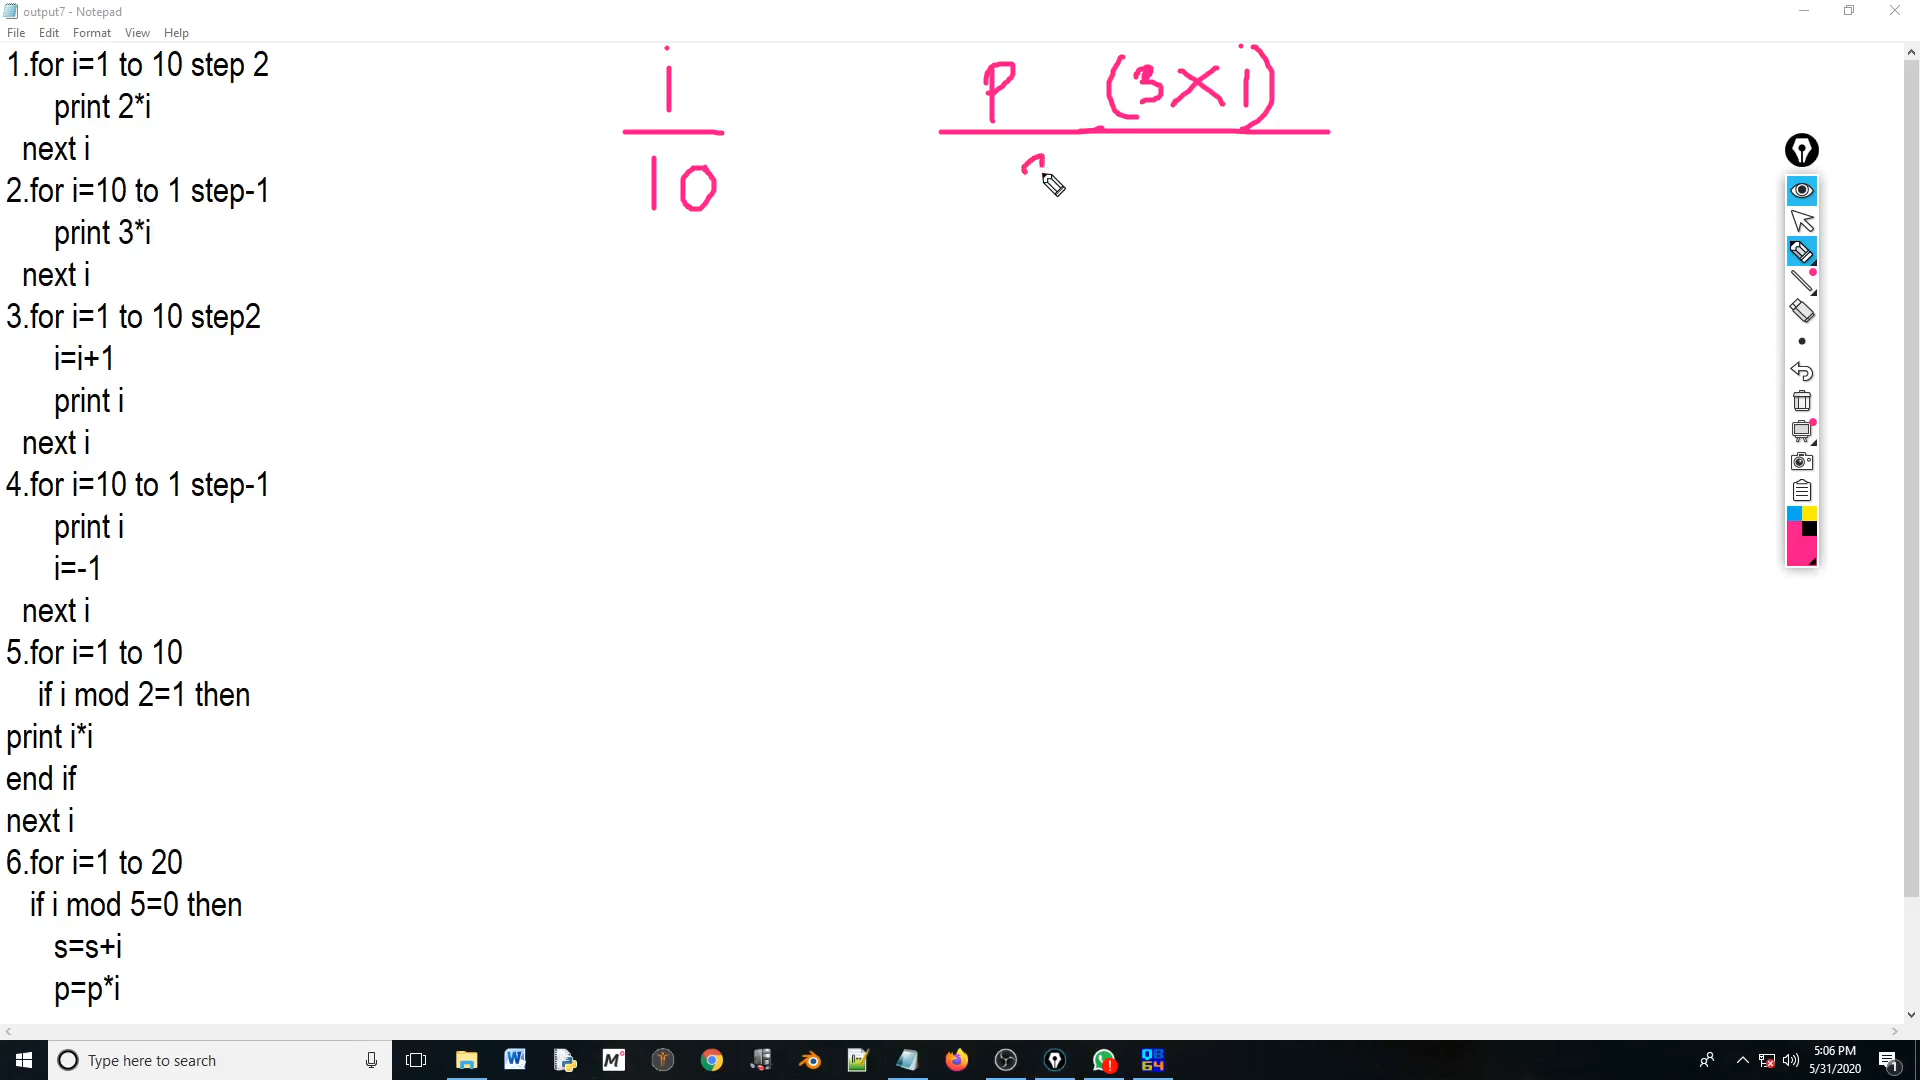 output7 - Notepad
File Edit Format View Help
1.for i=1 to 10 step 2
print 2*i
next i
2.for i=10 to 1 step-1
print 3*i
next i
3.for i=1 to 10 step2
i=i+1
print i
next i
4.for i=10 to 1 step-1
print i
i=-1
next i
5.for i=1 to 10
if i mod 2=1 then
print i*i
end if
next i
6.for i=1 to 20
if i mod 5=0 then
s=s+i
p=p*i
i P (3×i)
10
Type here to search
5:06 PM
5/31/2020